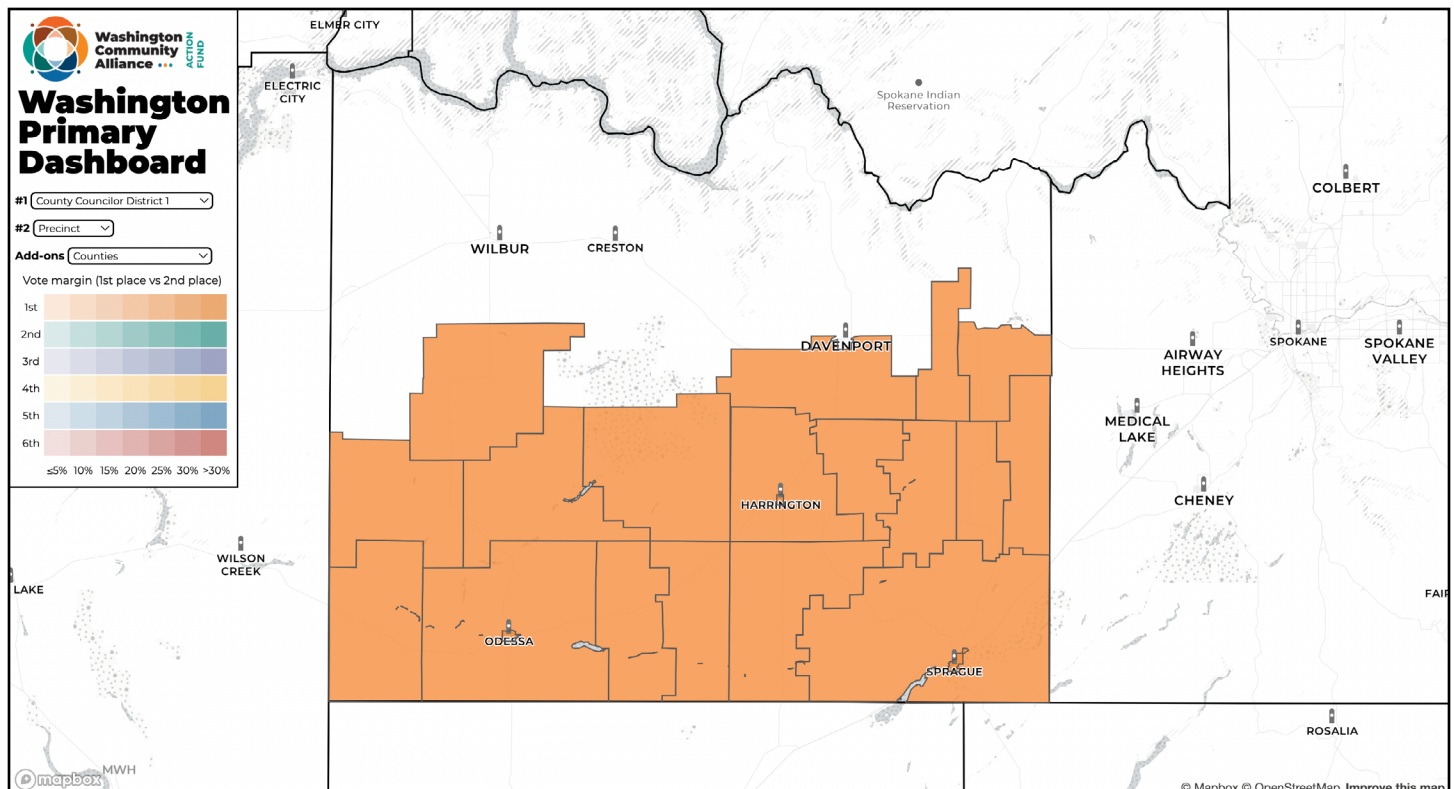 Washington
Community
Alliance
ACTION
FUND
Washington
Primary
Dashboard
#1 County Councilor District 1
#2 Precinct
Add-ons Counties
Vote margin (1st place vs 2nd place)
1st
2nd
3rd
4th
5th
6th
≤5% 10% 15% 20% 25% 30% >30%
ELMER CITY
ELECTRIC
CITY
Spokane Indian
Reservation
COLBERT
WILBUR
CRESTON
DAVENPORT
AIRWAY
HEIGHTS
SPOKANE
SPOKANE
VALLEY
MEDICAL
LAKE
CHENEY
HARRINGTON
WILSON
CREEK
LAKE
FAIR
ODESSA
SPRAGUE
ROSALIA
MWH
mapbox
© Mapbox © OpenStreetMap Improve this map